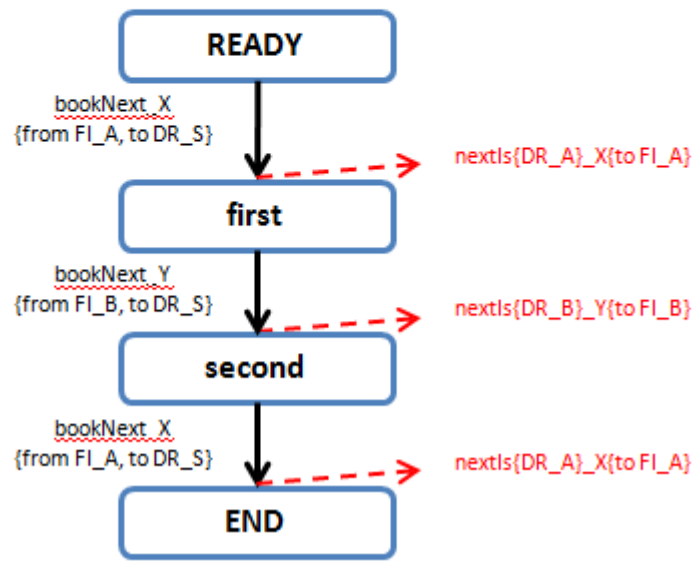 READY
bookNext_X
{from FI_A, to DR_S}
nextIs{DR_A}_X{to FI_A}
first
bookNext_Y
{from FI_B, to DR_S}
nextIs{DR_B}_Y{to FI_B}
second
bookNext_X
{from FI_A, to DR_S}
nextIs{DR_A}_X{to FI_A}
END